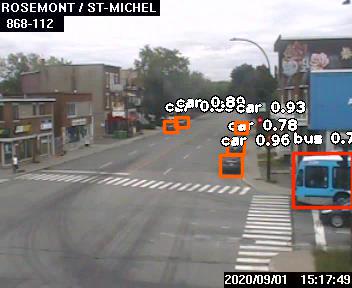 ROSEMONT / ST-MICHEL
868-112
car 0.89
car 0.93
car 0.78
car 0.96
bus 0.7
2020/09/01 15:17:49